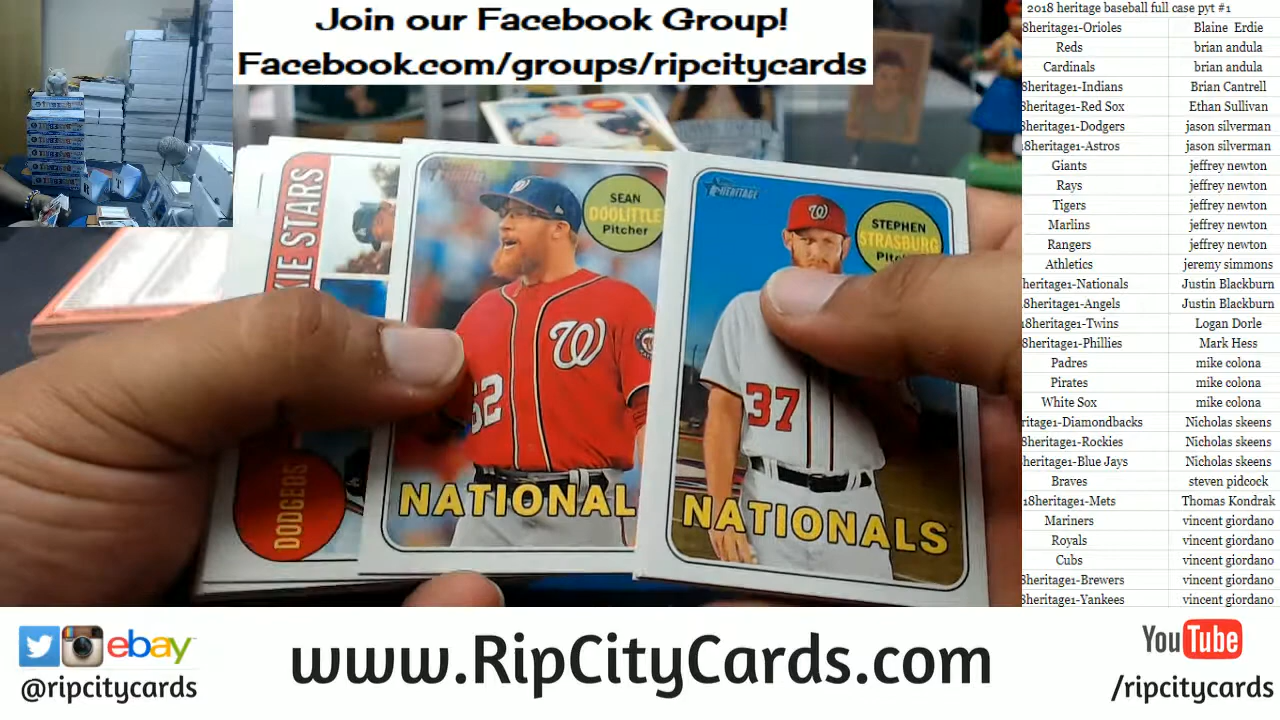 Join our Facebook Group!
Facebook.com/groups/ripcitycards
2018 heritage baseball full case pyt #1
8heritage1-Orioles Blaine Erdie
Reds brian andula
Cardinals brian andula
8heritage1-Indians Brian Cantrell
8heritage1-Red Sox Ethan Sullivan
8heritage1-Dodgers jason silverman
8heritage1-Astros jason silverman
Giants jeffrey newton
Rays jeffrey newton
Tigers jeffrey newton
Marlins jeffrey newton
Rangers jeffrey newton
Athletics jeremy simmons
heritage1-Nationals Justin Blackburn
8heritage1-Angels Justin Blackburn
8heritage1-Twins Logan Dorle
8heritage1-Phillies Mark Hess
Padres mike colona
Pirates mike colona
White Sox mike colona
ritage1-Diamondbacks Nicholas skeens
8heritage1-Rockies Nicholas skeens
heritage1-Blue Jays Nicholas skeens
Braves steven pidcock
18heritage1-Mets Thomas Kondrak
Mariners vincent giordano
Royals vincent giordano
Cubs vincent giordano
8heritage1-Brewers vincent giordano
8heritage1-Yankees vincent giordano
KIE STARS
DODGEDS
SEAN
DOOLITTLE
Pitcher
W
62
NATIONAL
HERITAGE
STEPHEN
STRASBURG
Pit
W
37
NATIONALS
ebay
@ripcitycards
www.RipCityCards.com
YouTube
/ripcitycards